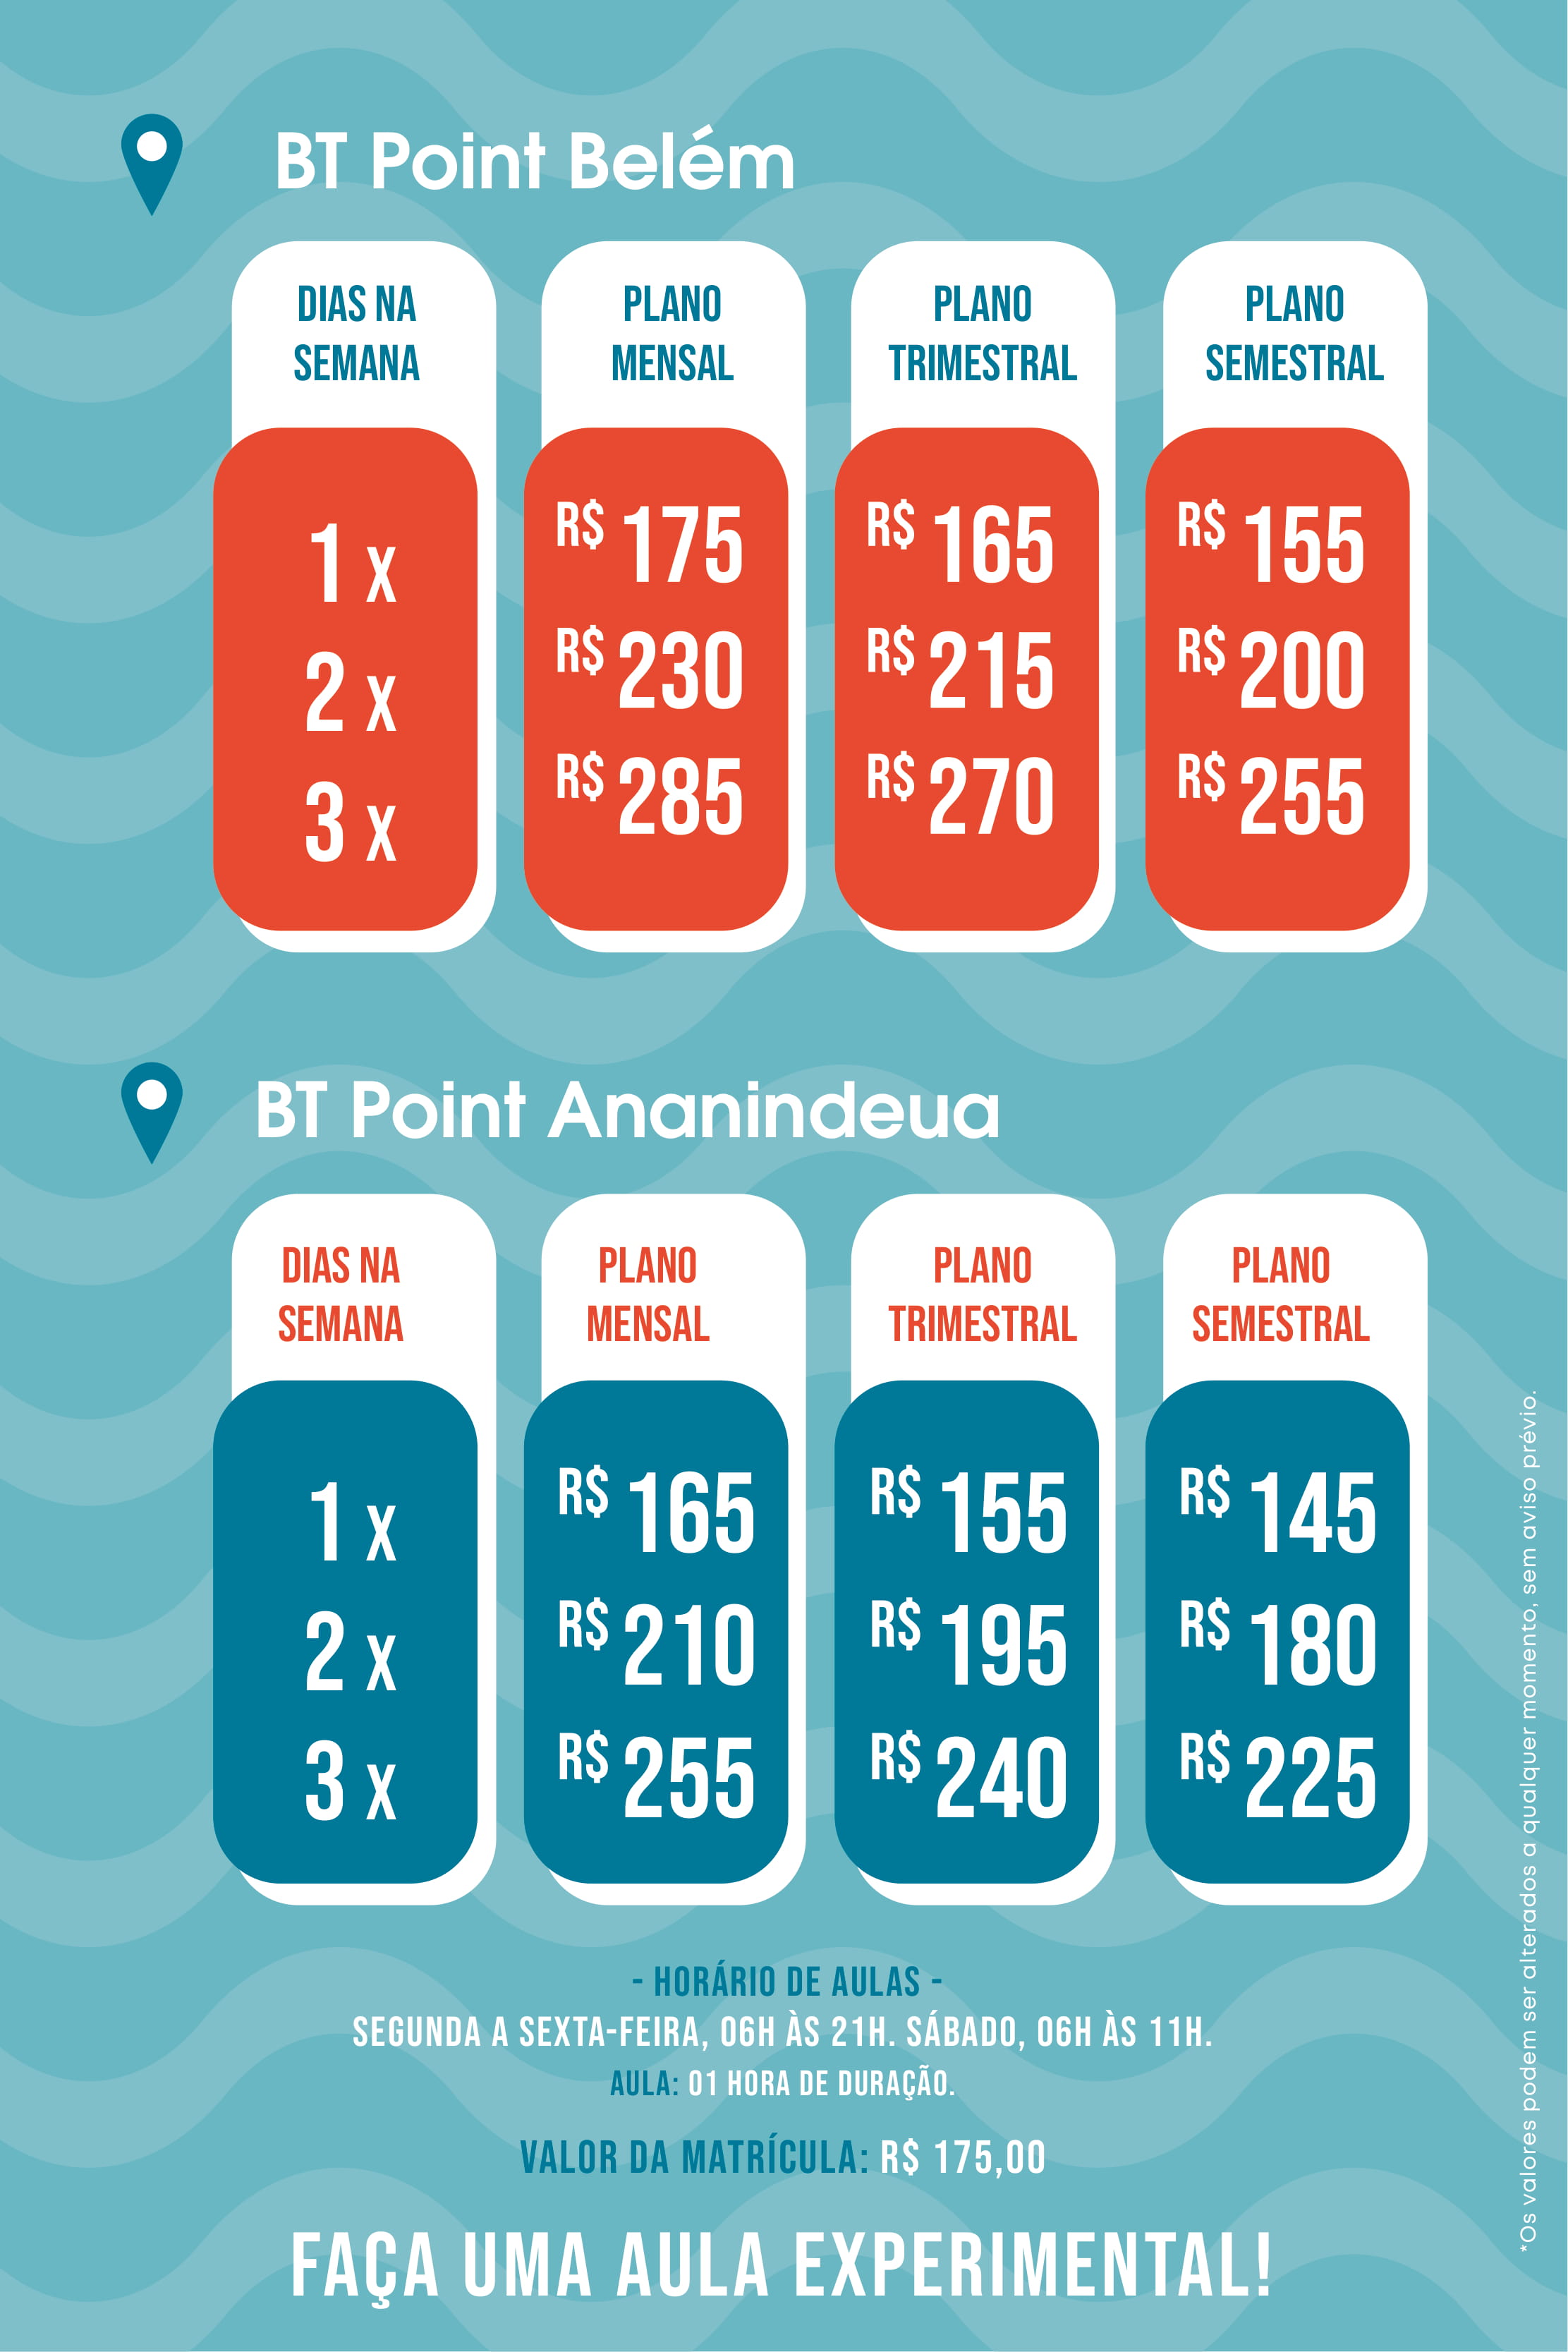 BT Point Belém
DIAS NA
SEMANA
PLANO
MENSAL
PLANO
TRIMESTRAL
PLANO
SEMESTRAL
1 x
R$ 175
R$ 165
R$ 155
2 x
R$ 230
R$ 215
R$ 200
3 x
R$ 285
R$ 270
R$ 255
BT Point Ananindeua
DIAS NA
SEMANA
PLANO
MENSAL
PLANO
TRIMESTRAL
PLANO
SEMESTRAL
1 x
R$ 165
R$ 155
R$ 145
2 x
R$ 210
R$ 195
R$ 180
3 x
R$ 255
R$ 240
R$ 225
- HORÁRIO DE AULAS -
SEGUNDA A SEXTA-FEIRA, 06H ÀS 21H. SÁBADO, 06H ÀS 11H.
AULA: 01 HORA DE DURAÇÃO.
VALOR DA MATRÍCULA: R$ 175,00
FAÇA UMA AULA EXPERIMENTAL!
*Os valores podem ser alterados a qualquer momento, sem aviso prévio.